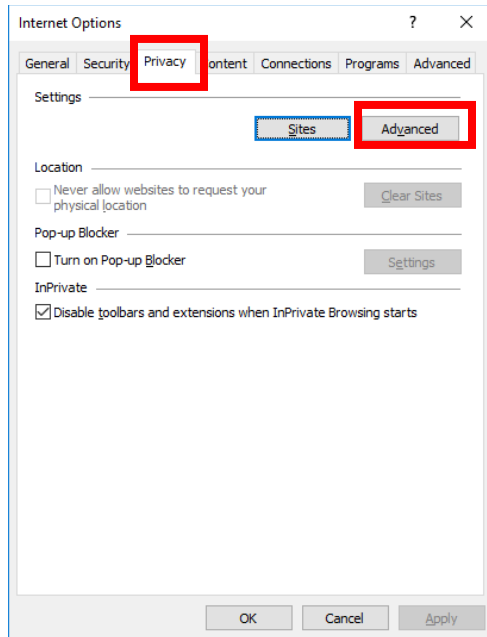 Internet Options ?
General Security Privacy ontent Connections Programs Advanced
Settings
Sites Advanced
Location
Never allow websites to request your
physical location
Clear Sites
Pop-up Blocker
Turn on Pop-up Blocker
Settings
InPrivate
Disable toolbars and extensions when InPrivate Browsing starts
OK Cancel Apply